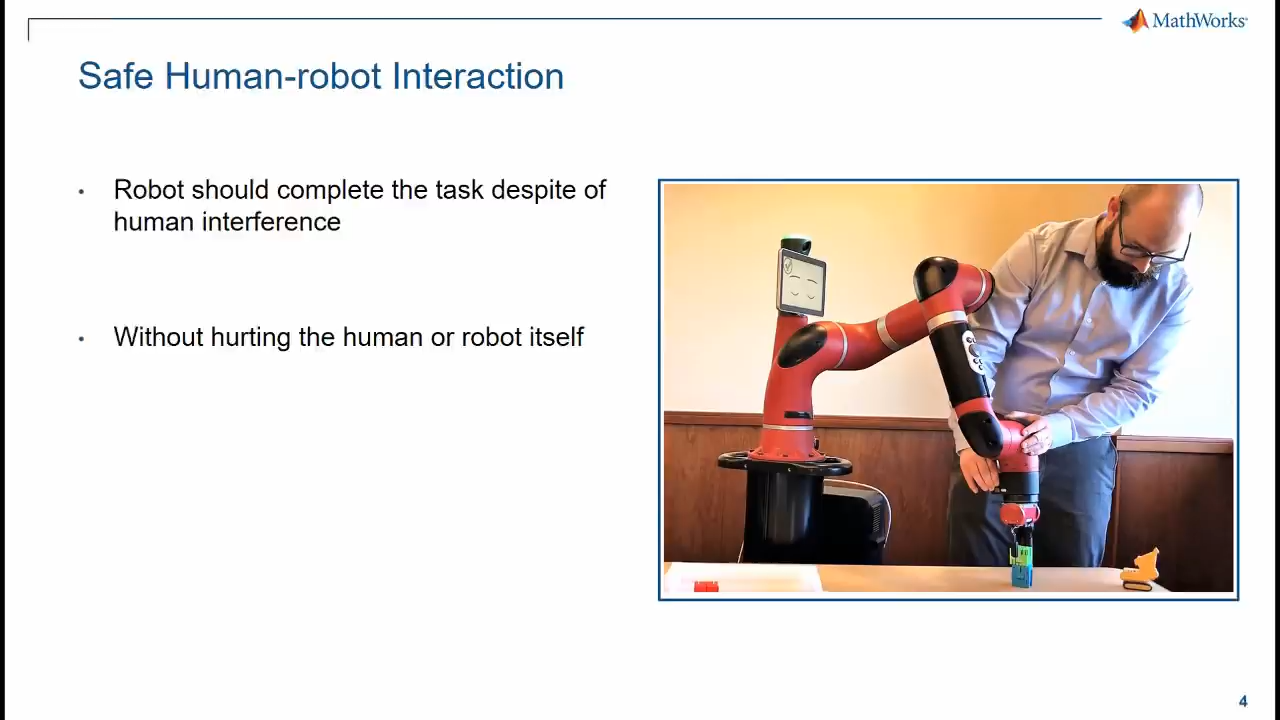 MathWorks®
Safe Human-robot Interaction
• Robot should complete the task despite of
human interference
• Without hurting the human or robot itself
4